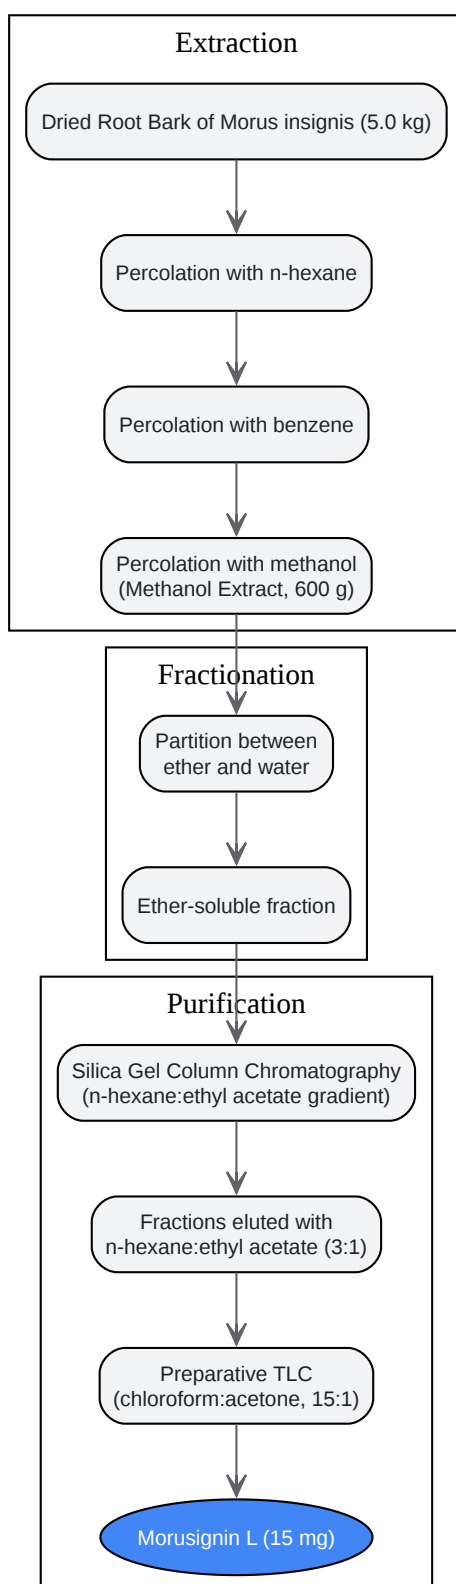 Extraction
Dried Root Bark of Morus insignis (5.0 kg)
Percolation with n-hexane
Percolation with benzene
Percolation with methanol
(Methanol Extract, 600 g)
Fractionation
Partition between
ether and water
Ether-soluble fraction
Purification
Silica Gel Column Chromatography
(n-hexane:ethyl acetate gradient)
Fractions eluted with
n-hexane:ethyl acetate (3:1)
Preparative TLC
(chloroform:acetone, 15:1)
Morusignin L (15 mg)